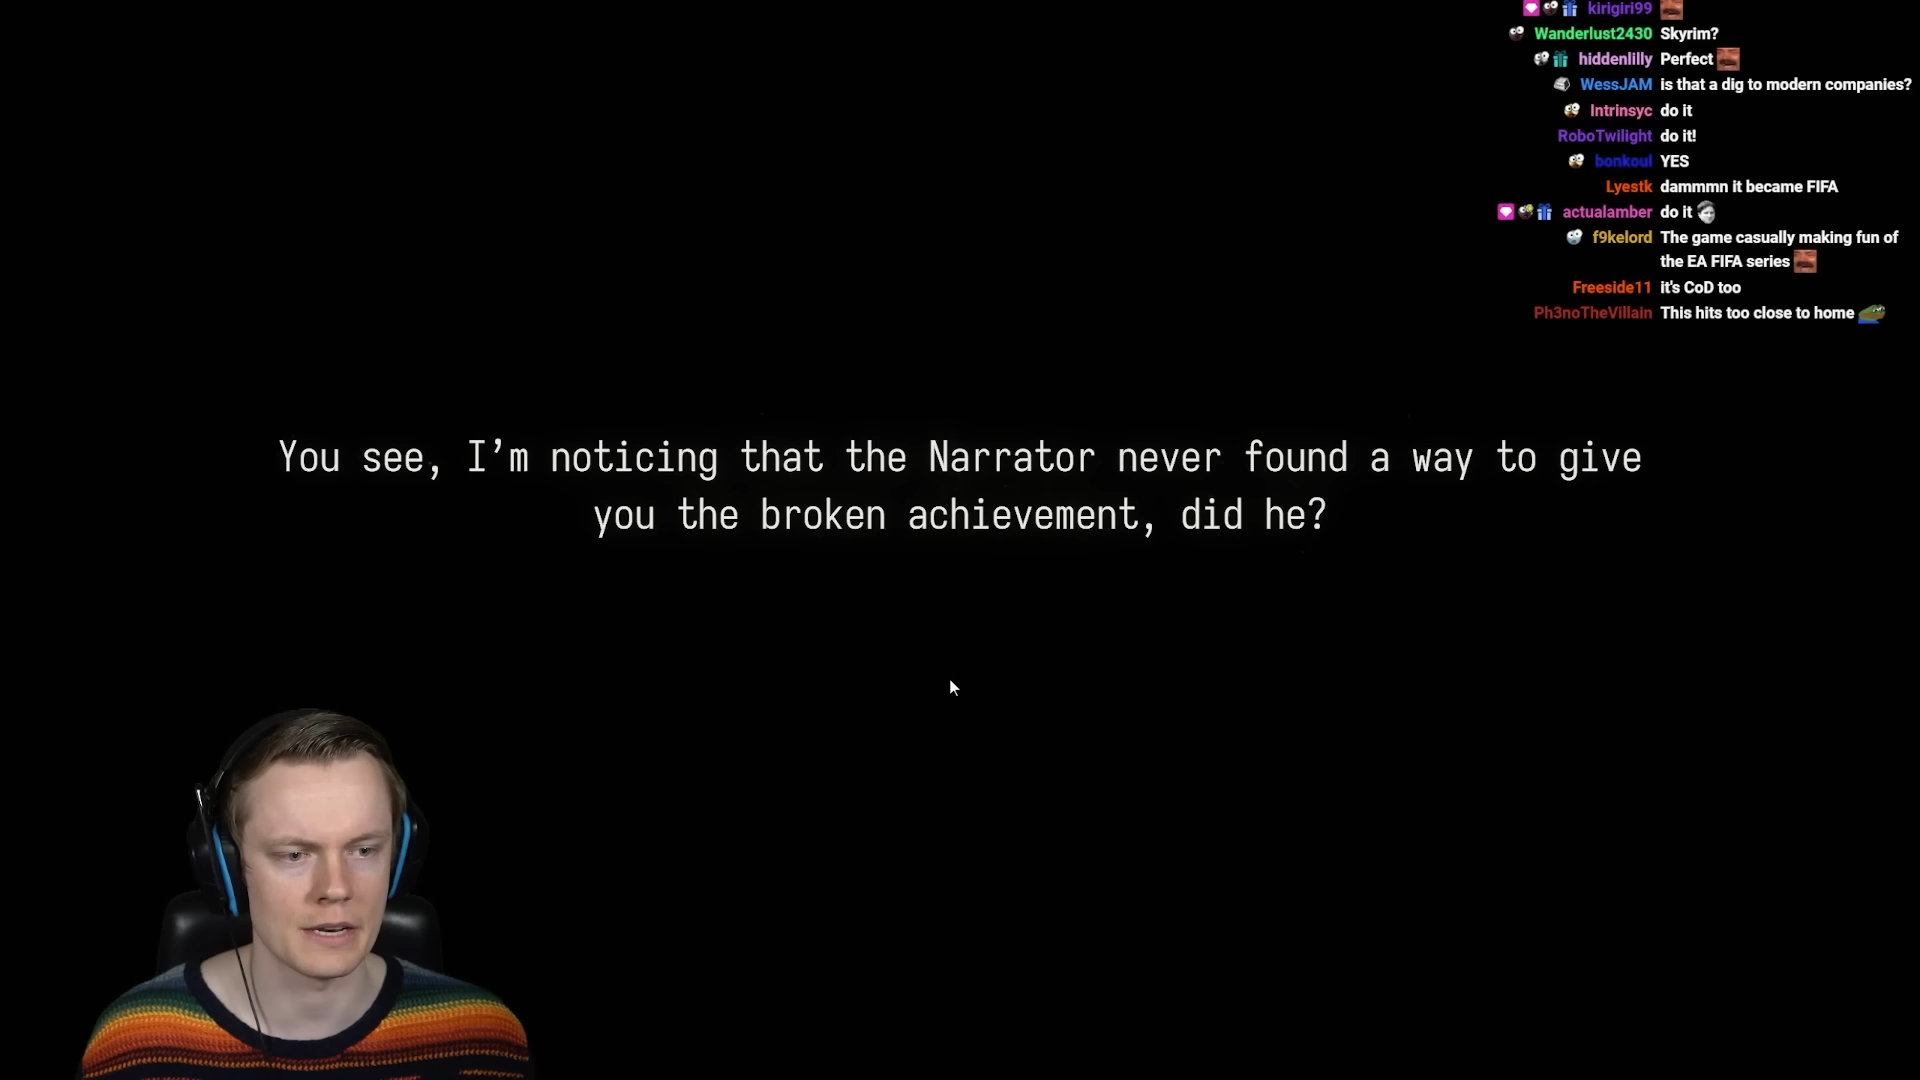 kirigiri99
Wanderlust2430 Skyrim?
hiddenlilly Perfect
WessJAM is that a dig to modern companies?
Intrinsyc do it
RoboTwilight do it!
bonkoul YES
Lyestk dammmn it became FIFA
actualamber do it
f9kelord The game casually making fun of
the EA FIFA series
Freeside11 it's CoD too
Ph3noTheVillain This hits too close to home
You see, I’m noticing that the Narrator never found a way to give
you the broken achievement, did he?